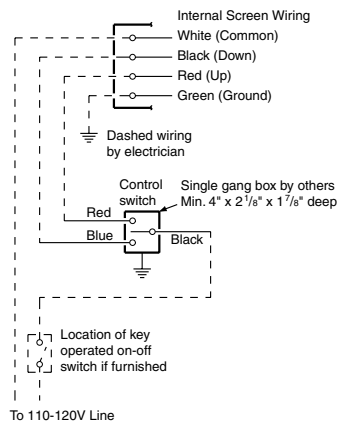 Internal Screen Wiring
White (Common)
Black (Down)
Red (Up)
Green (Ground)
Dashed wiring
by electrician
Control
switch
Single gang box by others
Min. 4" x 2 1/8" x 1 7/8" deep
Red
Blue
Black
Location of key
operated on-off
switch if furnished
To 110-120V Line